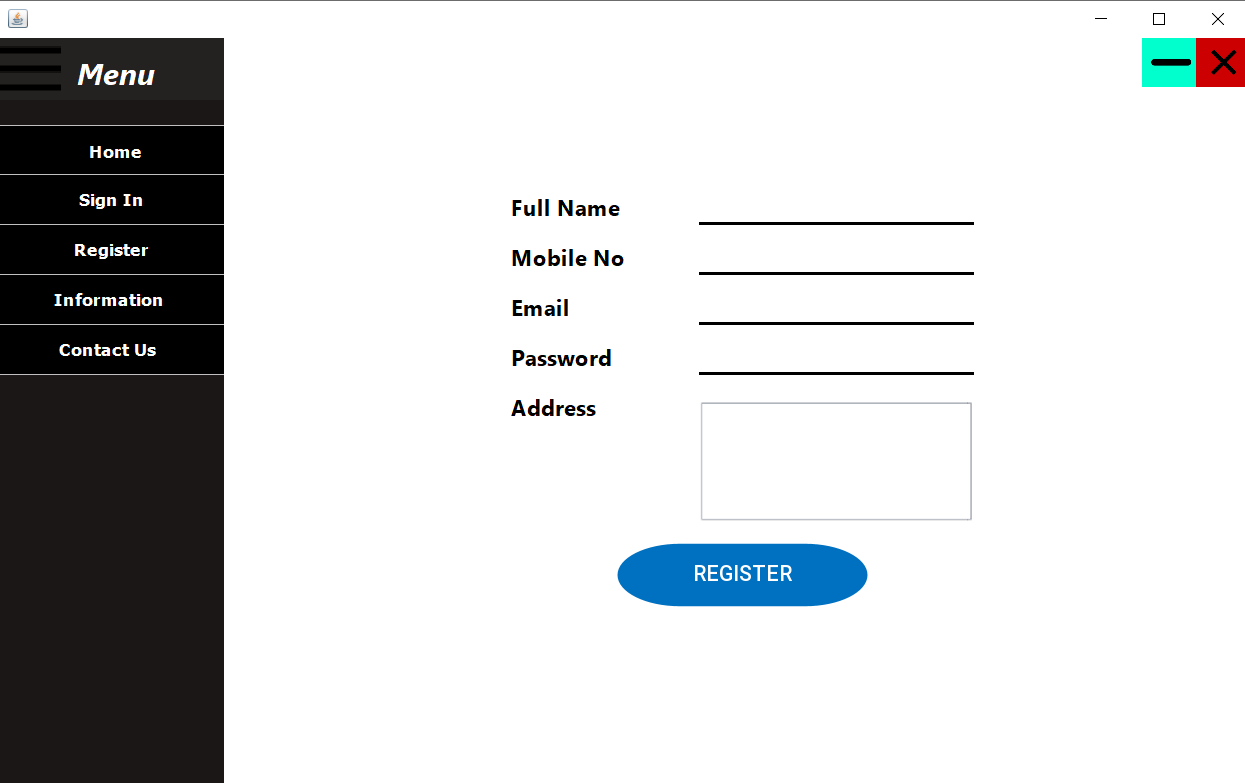 Menu
Home
Sign In
Register
Information
Contact Us
Full Name
Mobile No
Email
Password
Address
REGISTER